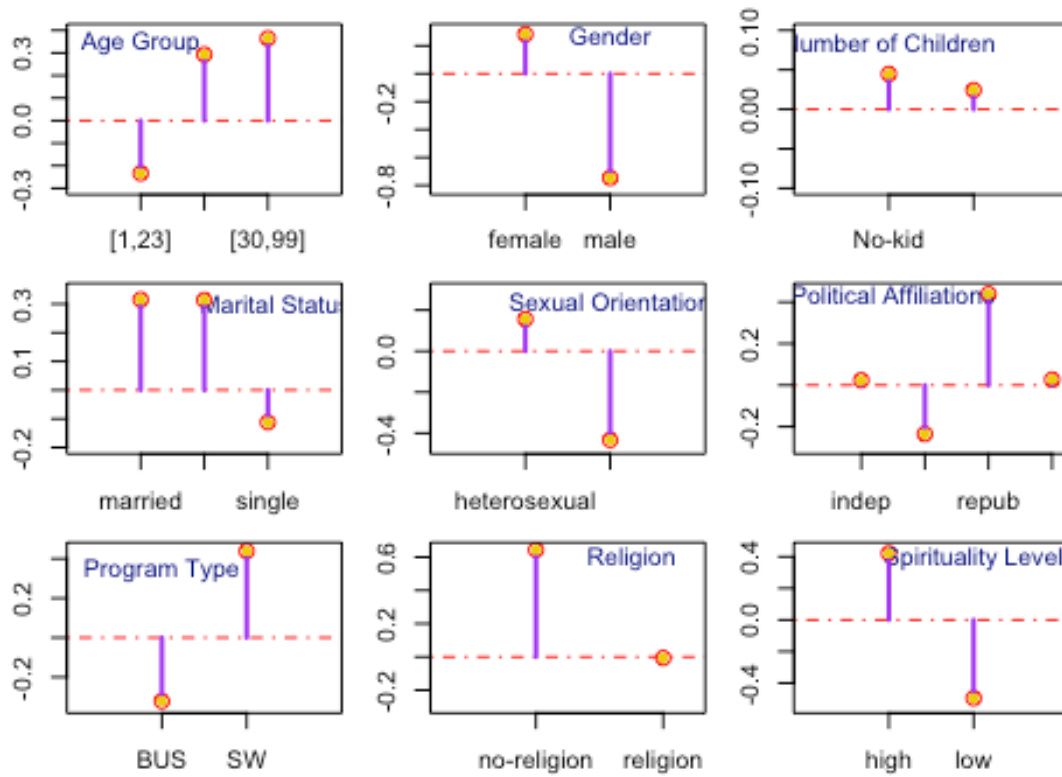 Age Group
0.3
0.0
-0.3
[1,23] [30,99]
Gender
-0.2
-0.8
female male
Number of Children
0.10
0.00
-0.10
No-kid
Marital Status
0.3
0.1
-0.2
married single
Sexual Orientation
0.0
-0.4
heterosexual
Political Affiliation
0.2
-0.2
indep repub
Program Type
0.2
-0.2
BUS SW
Religion
0.6
0.2
-0.2
no-religion religion
Spirituality Level
0.4
0.0
-0.4
high low